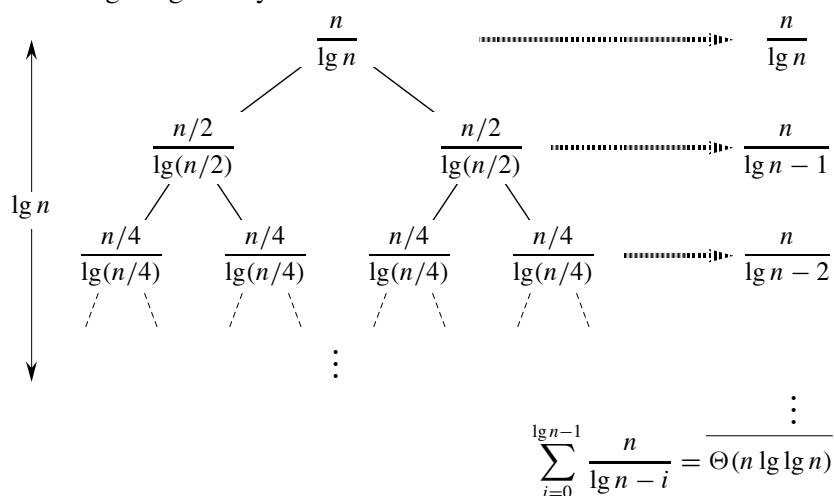 n/lg n n/lg n
(n/2)/lg(n/2) (n/2)/lg(n/2) n/(lg n − 1)
lg n
(n/4)/lg(n/4) (n/4)/lg(n/4) (n/4)/lg(n/4) (n/4)/lg(n/4) n/(lg n − 2)
⋮
⋮
∑_{i=0}^{lg n−1} n/(lg n − i) = Θ(n lg lg n)